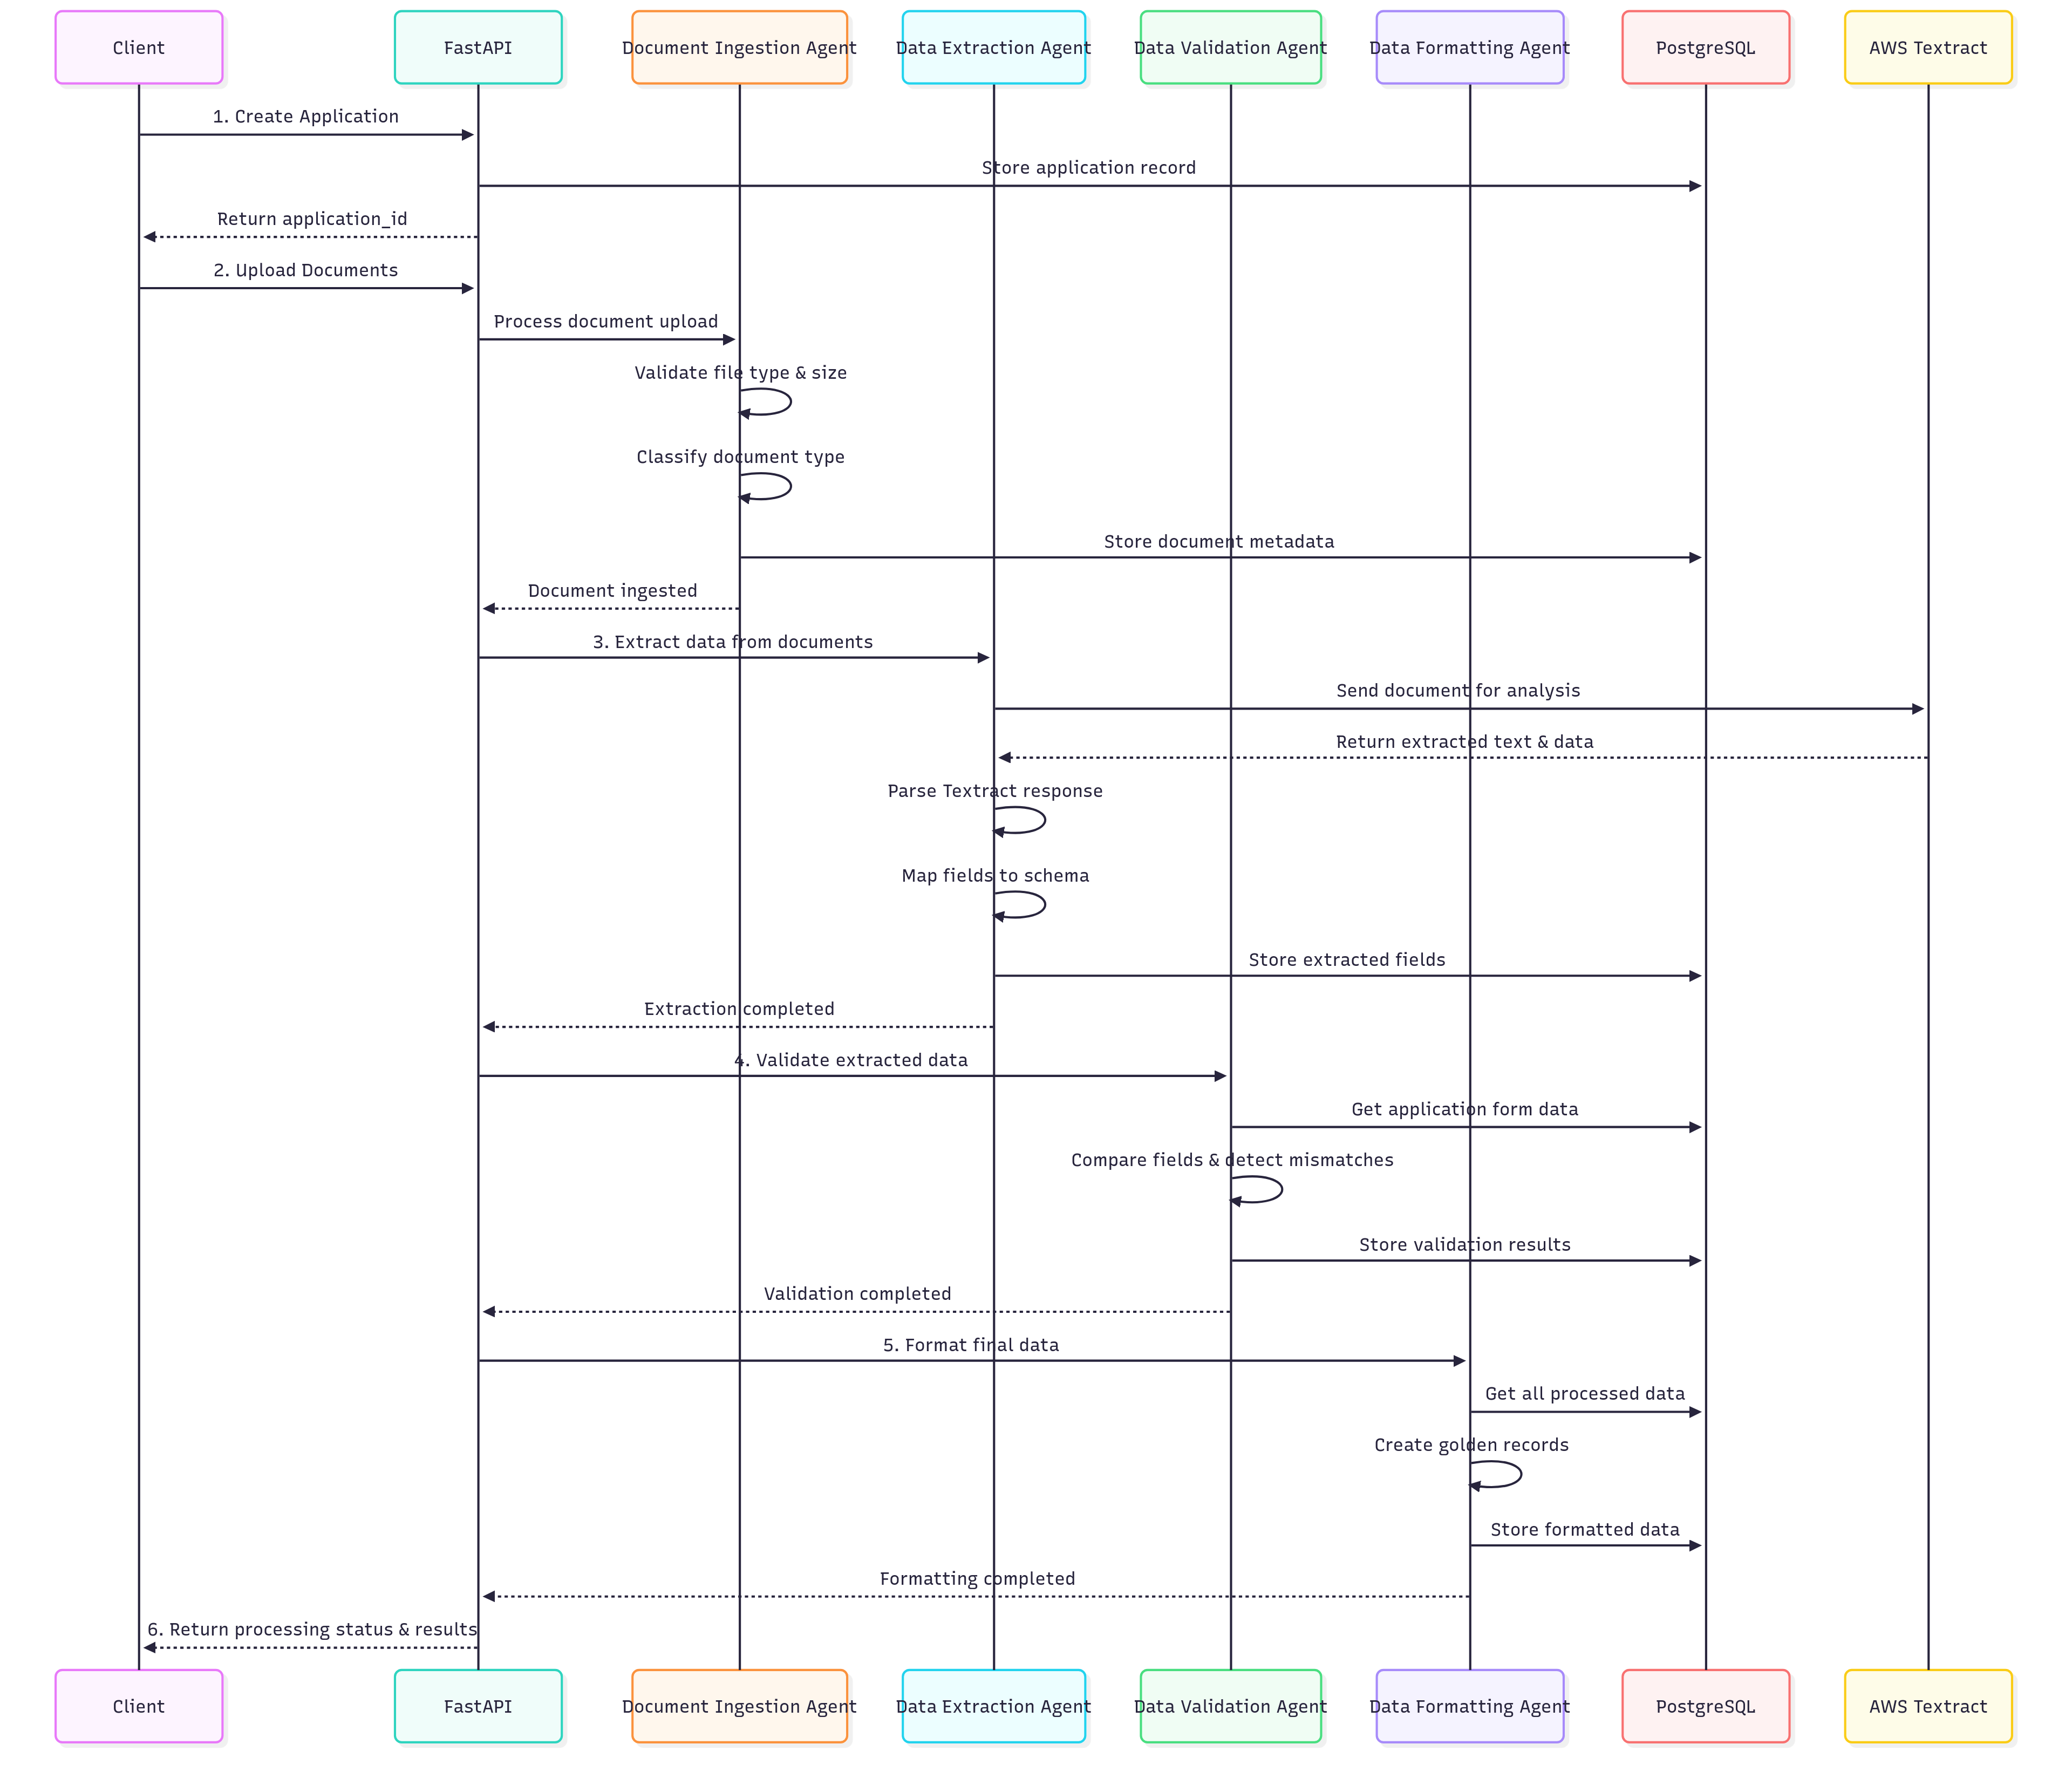 Client
FastAPI
Document Ingestion Agent
Data Extraction Agent
Data Validation Agent
Data Formatting Agent
PostgreSQL
AWS Textract
1. Create Application
Store application record
Return application_id
2. Upload Documents
Process document upload
Validate file type & size
Classify document type
Store document metadata
Document ingested
3. Extract data from documents
Send document for analysis
Return extracted text & data
Parse Textract response
Map fields to schema
Store extracted fields
Extraction completed
4. Validate extracted data
Get application form data
Compare fields & detect mismatches
Store validation results
Validation completed
5. Format final data
Get all processed data
Create golden records
Store formatted data
Formatting completed
6. Return processing status & results
Client
FastAPI
Document Ingestion Agent
Data Extraction Agent
Data Validation Agent
Data Formatting Agent
PostgreSQL
AWS Textract